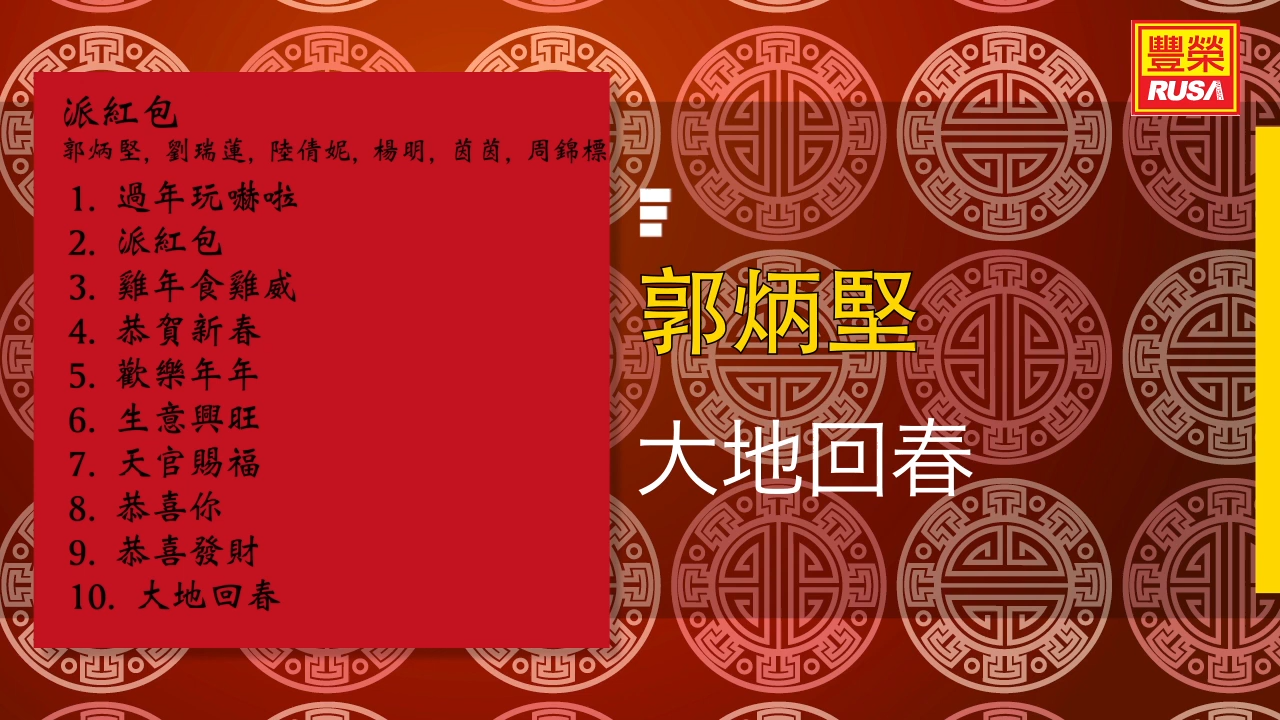 派紅包
郭炳堅, 劉瑞蓮, 陸倩妮, 楊明, 茵茵, 周錦標
1. 過年玩嚇啦
2. 派紅包
3. 雞年食雞威
4. 恭賀新春
5. 歡樂年年
6. 生意興旺
7. 天官賜福
8. 恭喜你
9. 恭喜發財
10. 大地回春
豐榮
RUSA
郭炳堅
大地回春